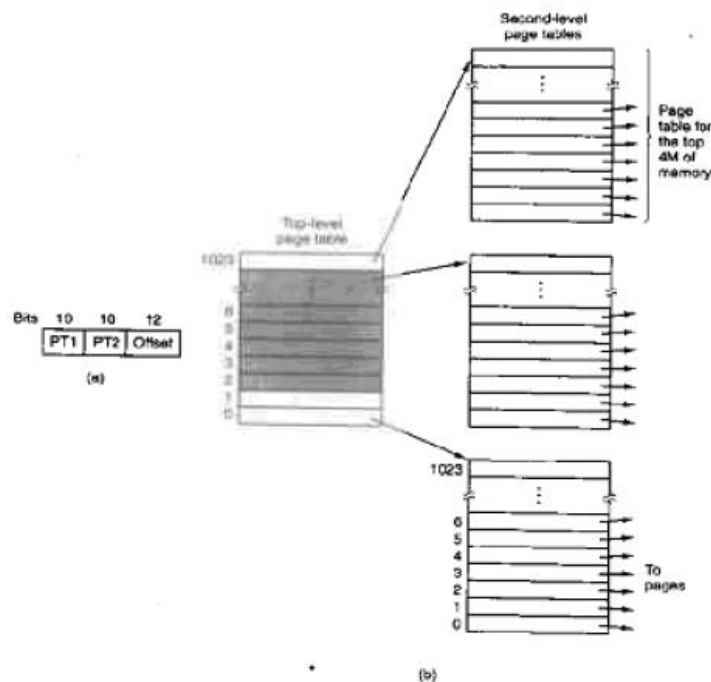 Second-level
page tables
Page
table for
the top
4M of
memory
Top-level
page table
1023
6
5
4
3
2
1
0
Bits 10 10 12
PT1 PT2 Offset
(a)
1023
6
5
4
3
2
1
0
To
pages
(b)